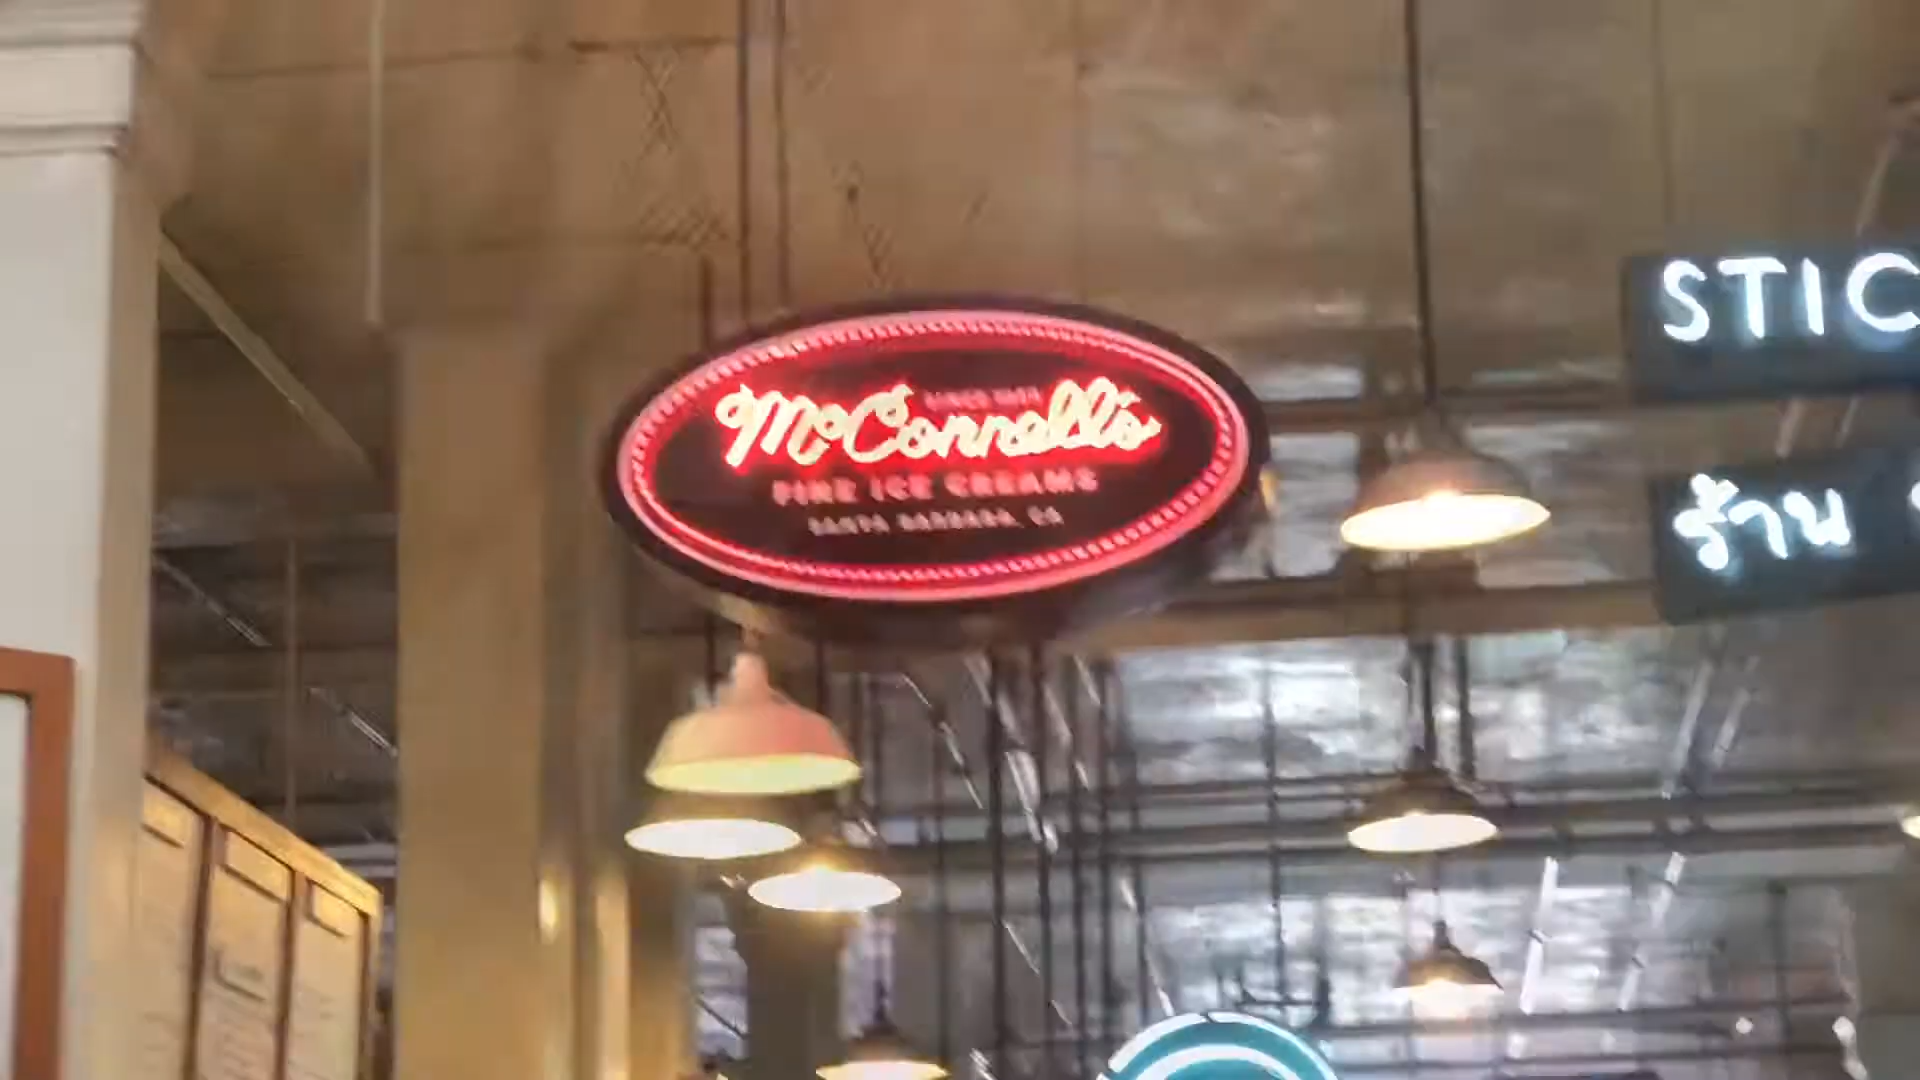 McConnell's
FINE ICE CREAMS
SANTA BARBARA, CA
STIC
ร้าน